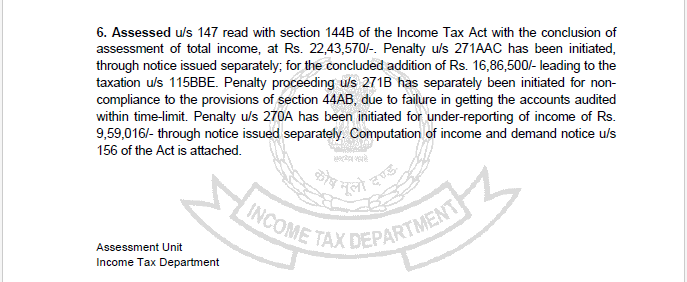 6. Assessed u/s 147 read with section 144B of the Income Tax Act with the conclusion of
assessment of total income, at Rs. 22,43,570/-. Penalty u/s 271AAC has been initiated,
through notice issued separately; for the concluded addition of Rs. 16,86,500/- leading to the
taxation u/s 115BBE. Penalty proceeding u/s 271B has separately been initiated for non-
compliance to the provisions of section 44AB, due to failure in getting the accounts audited
within time-limit. Penalty u/s 270A has been initiated for under-reporting of income of Rs.
9,59,016/- through notice issued separately. Computation of income and demand notice u/s
156 of the Act is attached.
सत्यमेव जयते
कोष मूलो दण्ड
INCOME TAX DEPARTMENT
Assessment Unit
Income Tax Department